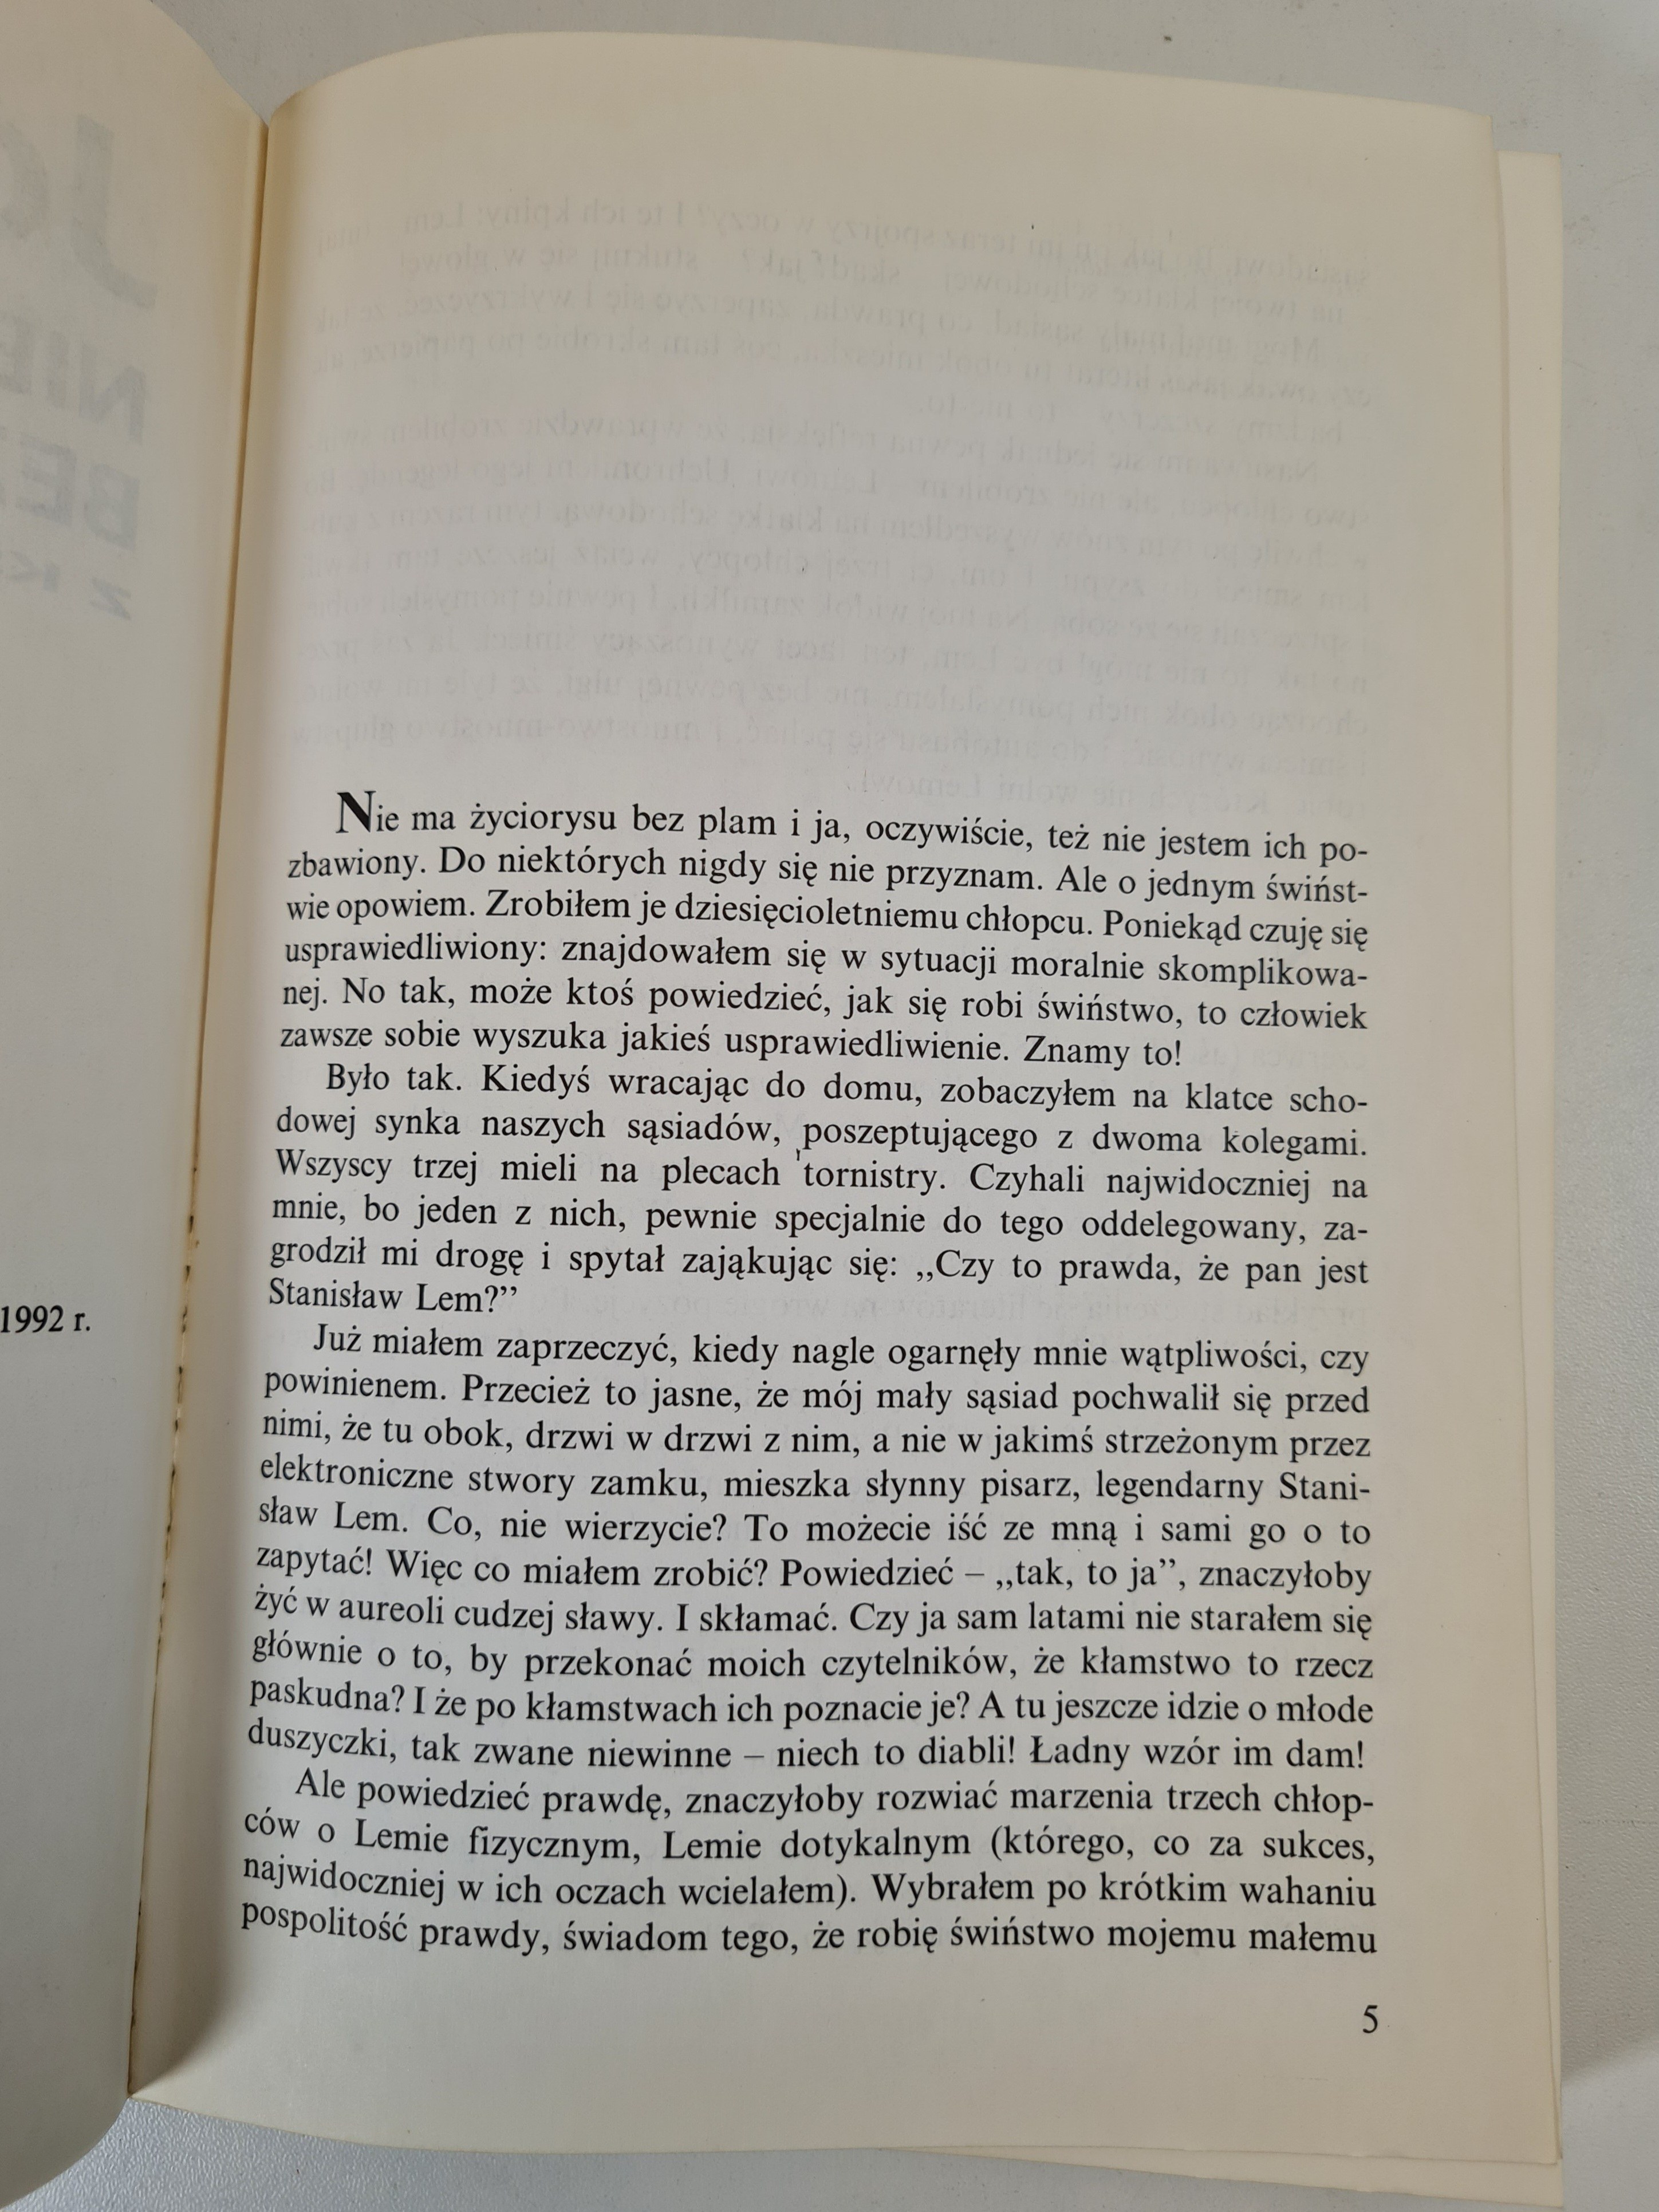 1992 r.
Nie ma życiorysu bez plam i ja, oczywiście, też nie jestem ich po-
zbawiony. Do niektórych nigdy się nie przyznam. Ale o jednym świńst-
wie opowiem. Zrobiłem je dziesięcioletniemu chłopcu. Poniekąd czuję się
usprawiedliwiony: znajdowałem się w sytuacji moralnie skomplikowa-
nej. No tak, może ktoś powiedzieć, jak się robi świństwo, to człowiek
zawsze sobie wyszuka jakieś usprawiedliwienie. Znamy to!
Było tak. Kiedyś wracając do domu, zobaczyłem na klatce scho-
dowej synka naszych sąsiadów, poszeptującego z dwoma kolegami.
Wszyscy trzej mieli na plecach tornistry. Czyhali najwidoczniej na
mnie, bo jeden z nich, pewnie specjalnie do tego oddelegowany, za-
grodził mi drogę i spytał zająkując się: „Czy to prawda, że pan jest
Stanisław Lem?”
Już miałem zaprzeczyć, kiedy nagle ogarnęły mnie wątpliwości, czy
powinienem. Przecież to jasne, że mój mały sąsiad pochwalił się przed
nimi, że tu obok, drzwi w drzwi z nim, a nie w jakimś strzeżonym przez
elektroniczne stwory zamku, mieszka słynny pisarz, legendarny Stani-
sław Lem. Co, nie wierzycie? To możecie iść ze mną i sami go o to
zapytać! Więc co miałem zrobić? Powiedzieć – „tak, to ja”, znaczyłoby
żyć w aureoli cudzej sławy. I skłamać. Czy ja sam latami nie starałem się
głównie o to, by przekonać moich czytelników, że kłamstwo to rzecz
paskudna? I że po kłamstwach ich poznacie je? A tu jeszcze idzie o młode
duszyczki, tak zwane niewinne – niech to diabli! Ładny wzór im dam!
Ale powiedzieć prawdę, znaczyłoby rozwiać marzenia trzech chłop-
ców o Lemie fizycznym, Lemie dotykalnym (którego, co za sukces,
najwidoczniej w ich oczach wcielałem). Wybrałem po krótkim wahaniu
pospolitość prawdy, świadom tego, że robię świństwo mojemu małemu
5